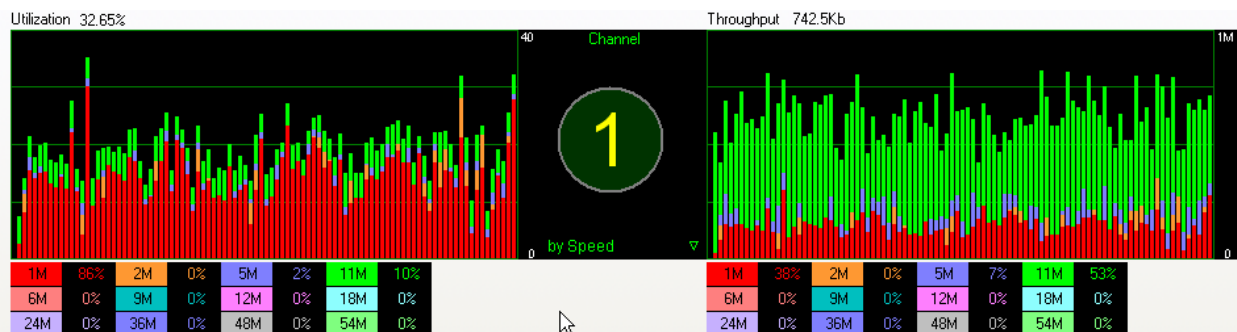 Utilization 32.65% Throughput 742.5Kb
40 Channel 1M
1
0 by Speed 0
1M 86% 2M 0% 5M 2% 11M 10% 1M 38% 2M 0% 5M 7% 11M 53%
6M 0% 9M 0% 12M 0% 18M 0% 6M 0% 9M 0% 12M 0% 18M 0%
24M 0% 36M 0% 48M 0% 54M 0% 24M 0% 36M 0% 48M 0% 54M 0%